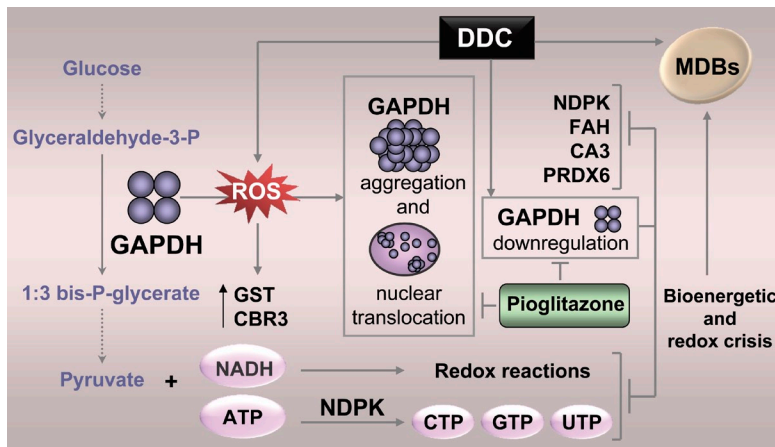 DDC
MDBs
Glucose
Glyceraldehyde-3-P
GAPDH
1:3 bis-P-glycerate
Pyruvate
+
ROS
GST
CBR3
GAPDH
aggregation
and
nuclear
translocation
NDPK
FAH
CA3
PRDX6
GAPDH
downregulation
Pioglitazone
Bioenergetic
and
redox crisis
NADH
Redox reactions
ATP
NDPK
CTP
GTP
UTP